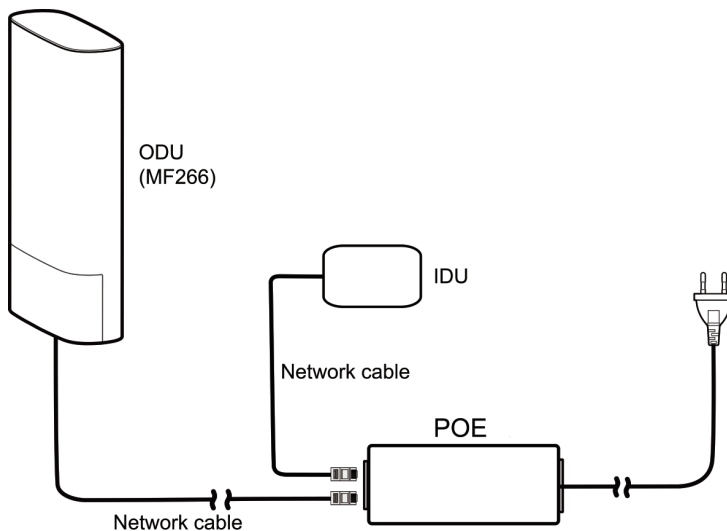 ODU
(MF266)
IDU
Network cable
POE
Network cable